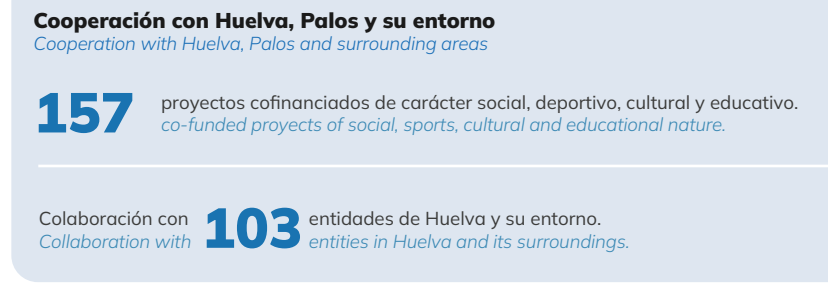 Cooperación con Huelva, Palos y su entorno
Cooperation with Huelva, Palos and surrounding areas
157 proyectos cofinanciados de carácter social, deportivo, cultural y educativo.
co-funded proyects of social, sports, cultural and educational nature.
Colaboración con 103 entidades de Huelva y su entorno.
Collaboration with entities in Huelva and its surroundings.